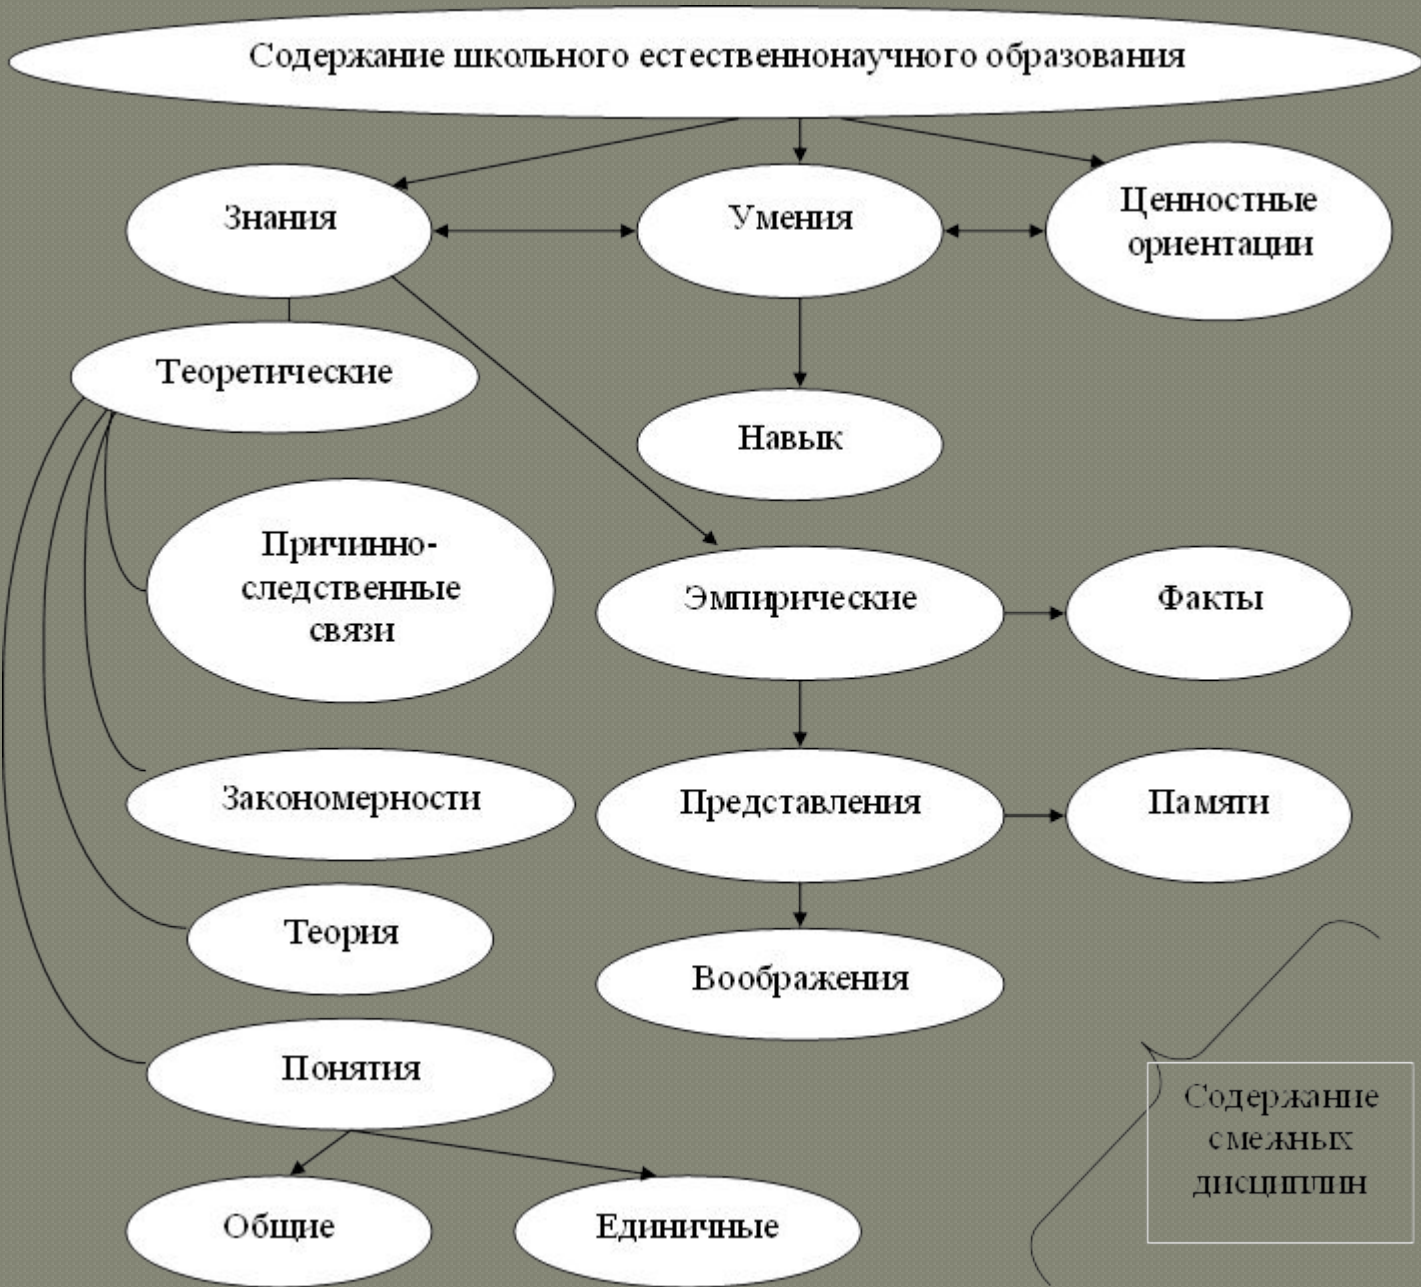 Содержание школьного естественнонаучного образования
Знания
Умения
Ценностные
ориентации
Теоретические
Навык
Причинно-
следственные
связи
Эмпирические
Факты
Закономерности
Представления
Памяти
Теория
Воображения
Понятия
Содержание
смежных
дисциплин
Общие
Единичные